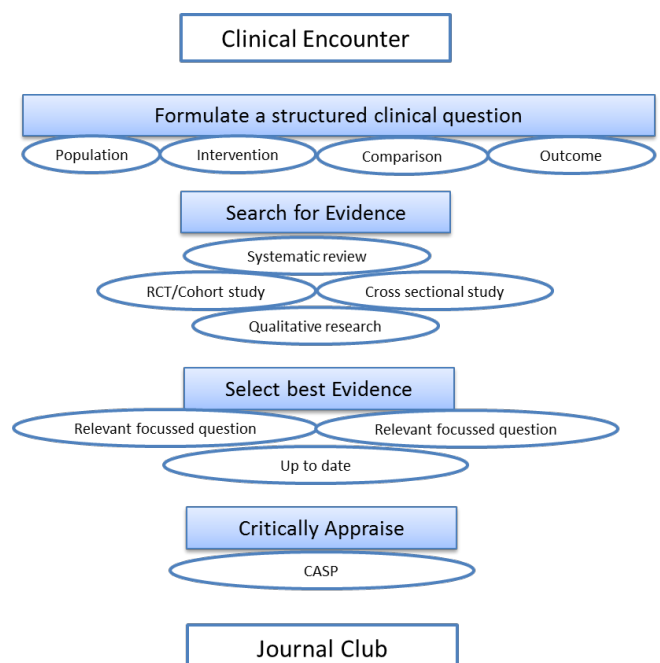 Clinical Encounter
Formulate a structured clinical question
Population Intervention Comparison Outcome
Search for Evidence
Systematic review
RCT/Cohort study Cross sectional study
Qualitative research
Select best Evidence
Relevant focussed question Relevant focussed question
Up to date
Critically Appraise
CASP
Journal Club